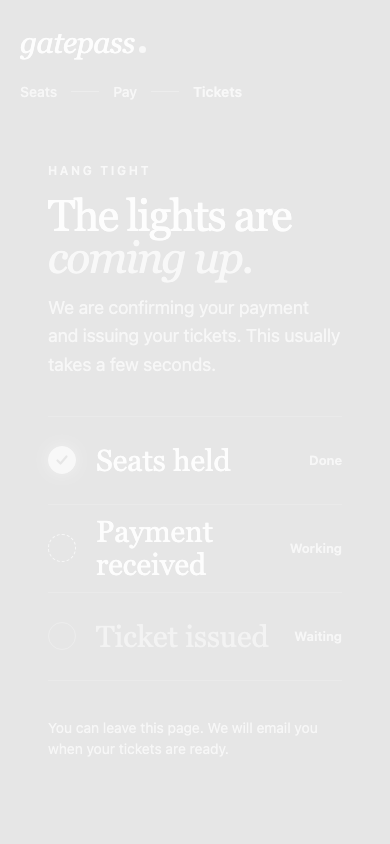 gatepass.
Seats Pay Tickets
HANG TIGHT
The lights are
coming up.
We are confirming your payment
and issuing your tickets. This usually
takes a few seconds.
Seats held Done
Payment
received Working
Ticket issued Waiting
You can leave this page. We will email you
when your tickets are ready.